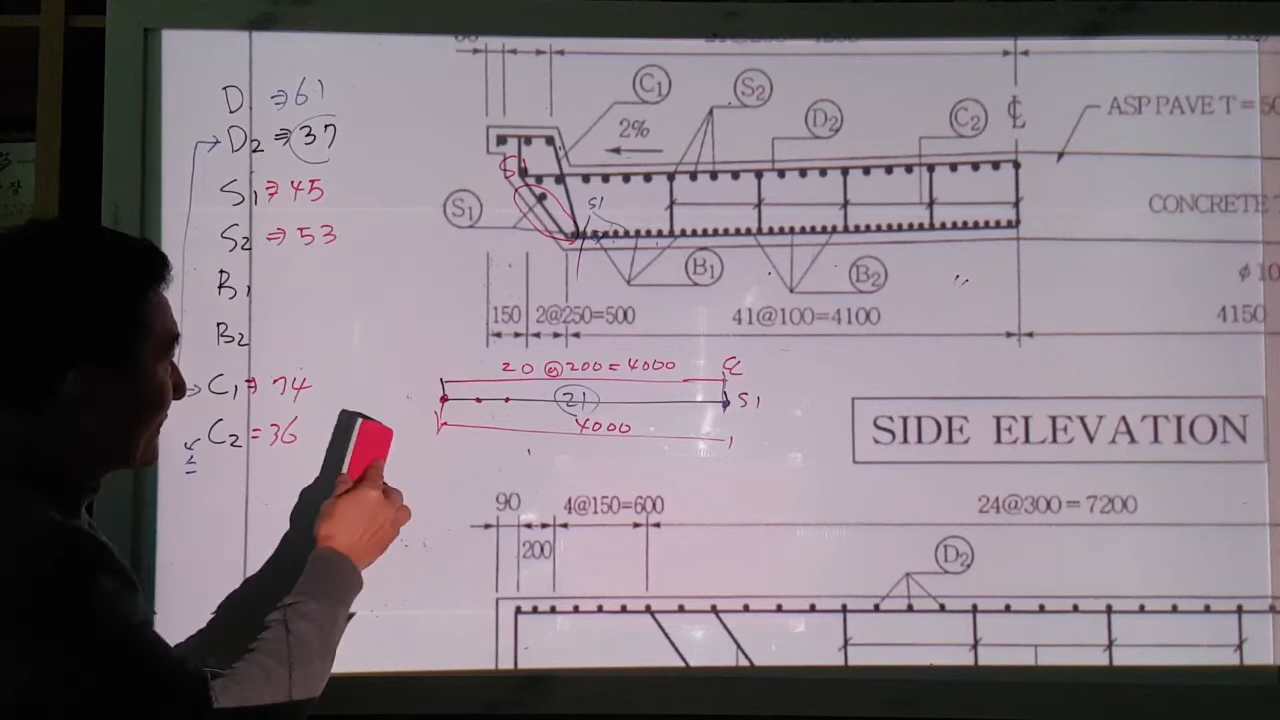 D1 ⇒ 61
D2 ⇒ 37
S1 ⇒ 45
S2 ⇒ 53
B1
B2
C1 ⇒ 74
C2 = 36
C1
S2
2%
D2
C2
ASP PAVE T = 50
S1
S1
S1
CONCRETE
B1
B2
φ 10
150
2@250=500
41@100=4100
4150
20 @ 200 = 4000
21
S1
4000
SIDE ELEVATION
90
4@150=600
24@300=7200
200
D2